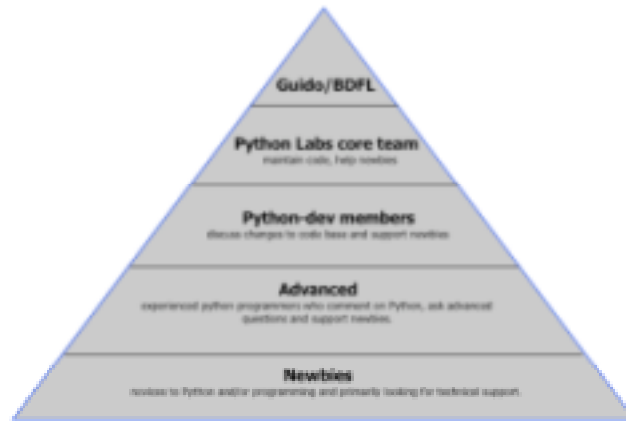 Guido/BDFL
Python Labs core team
maintain code, help newbies
Python-dev members
discuss changes to code base and support newbies
Advanced
experienced python programmers who comment on Python, ask advanced
questions and support newbies.
Newbies
novices to Python and/or programming and primarily looking for technical support.